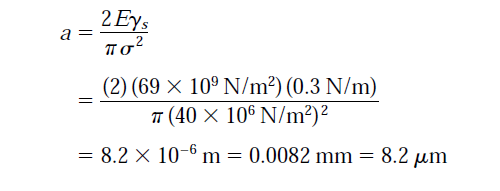 a = 2Eγs / πσ²
= (2) (69 × 10⁹ N/m²) (0.3 N/m) / π (40 × 10⁶ N/m²)²
= 8.2 × 10⁻⁶ m = 0.0082 mm = 8.2 μm